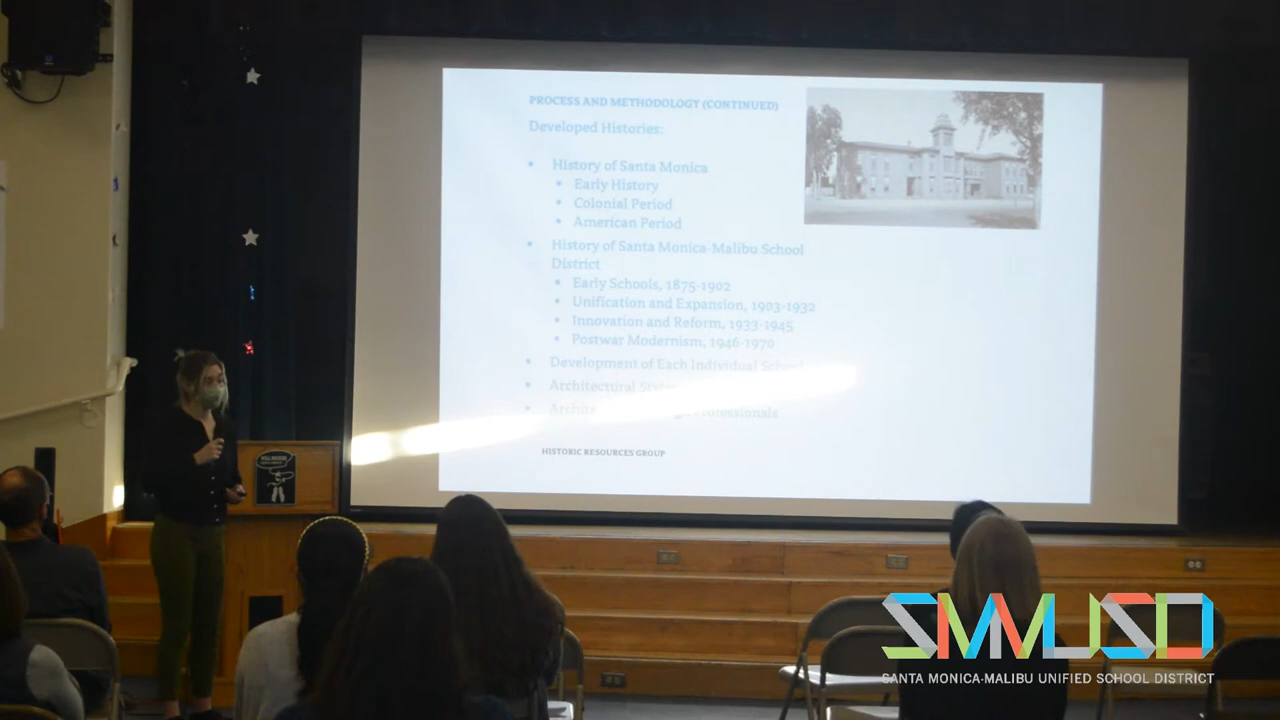 PROCESS AND METHODOLOGY (CONTINUED)
Developed Histories:
• History of Santa Monica
• Early History
• Colonial Period
• American Period
• History of Santa Monica-Malibu School
District
• Early Schools, 1875-1902
• Unification and Expansion, 1903-1932
• Innovation and Reform, 1933-1945
• Postwar Modernism, 1946-1970
• Development of Each Individual School
• Architectural
• Professionals
HISTORIC RESOURCES GROUP
SMMUSD
SANTA MONICA-MALIBU UNIFIED SCHOOL DISTRICT